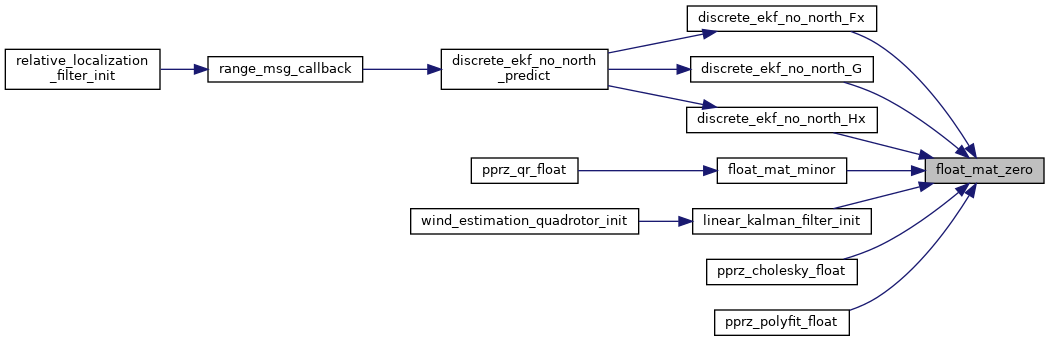 discrete_ekf_no_north_Fx
relative_localization
_filter_init
range_msg_callback
discrete_ekf_no_north
_predict
discrete_ekf_no_north_G
discrete_ekf_no_north_Hx
pprz_qr_float
float_mat_minor
float_mat_zero
wind_estimation_quadrotor_init
linear_kalman_filter_init
pprz_cholesky_float
pprz_polyfit_float